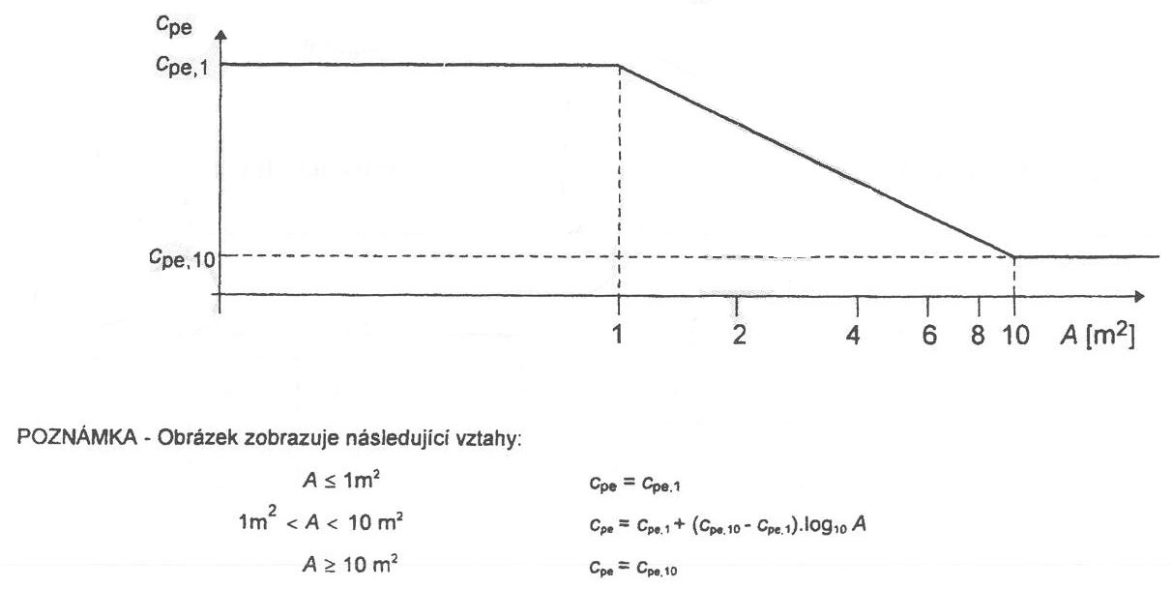 cpe
cpe,1
cpe,10
1 2 4 6 8 10 A [m²]
POZNÁMKA - Obrázek zobrazuje následující vztahy:
A ≤ 1m² cpe = cpe,1
1m² < A < 10 m² cpe = cpe,1 + (cpe,10 - cpe,1).log₁₀ A
A ≥ 10 m² cpe = cpe,10